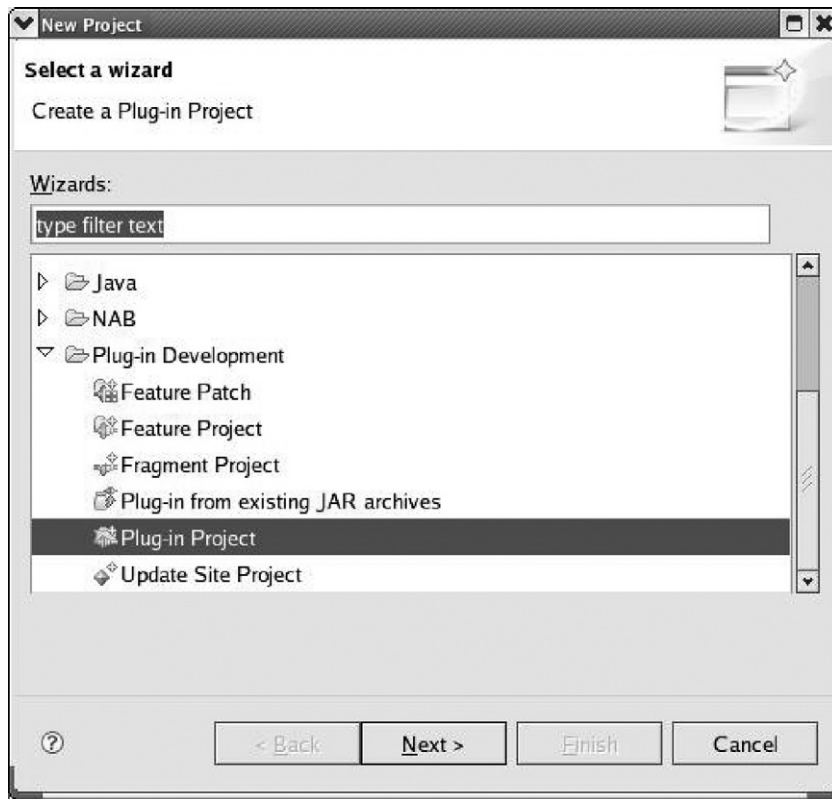 New Project
Select a wizard
Create a Plug-in Project
Wizards:
type filter text
Java
NAB
Plug-in Development
Feature Patch
Feature Project
Fragment Project
Plug-in from existing JAR archives
Plug-in Project
Update Site Project
< Back
Next >
Finish
Cancel